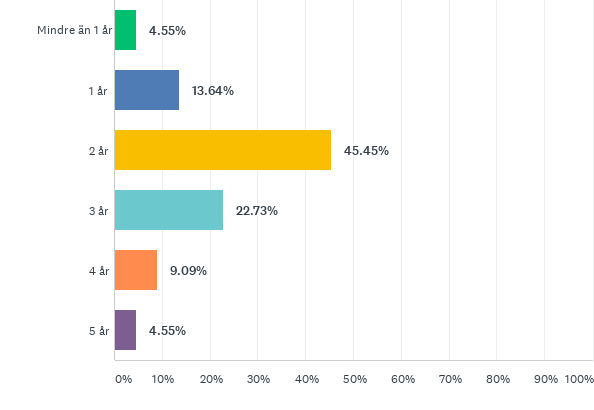 Mindre än 1 år 4.55%
1 år 13.64%
2 år 45.45%
3 år 22.73%
4 år 9.09%
5 år 4.55%
0% 10% 20% 30% 40% 50% 60% 70% 80% 90% 100%